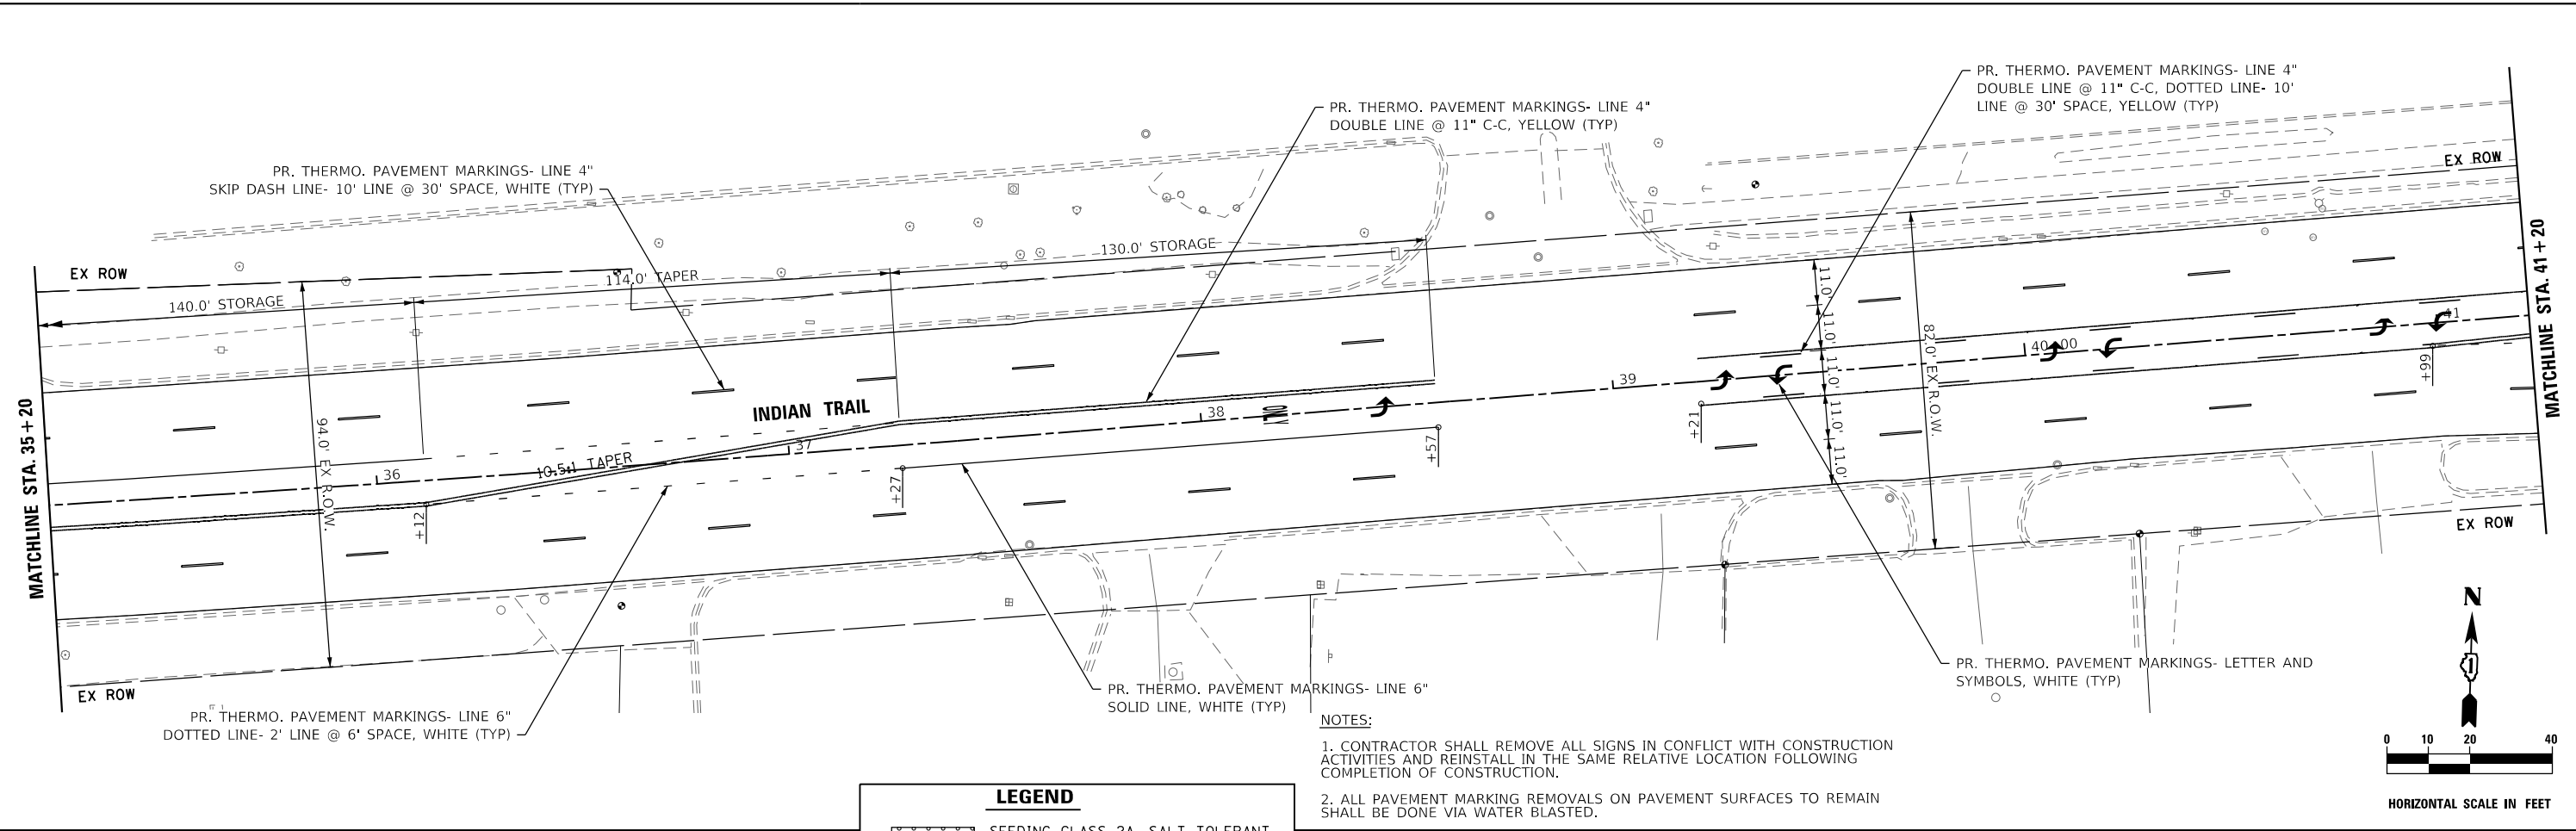 PR. THERMO. PAVEMENT MARKINGS- LINE 4"
DOUBLE LINE @ 11" C-C, DOTTED LINE- 10'
LINE @ 30' SPACE, YELLOW (TYP)
PR. THERMO. PAVEMENT MARKINGS- LINE 4"
DOUBLE LINE @ 11" C-C, YELLOW (TYP)
PR. THERMO. PAVEMENT MARKINGS- LINE 4"
SKIP DASH LINE- 10' LINE @ 30' SPACE, WHITE (TYP)
EX ROW
EX ROW
140.0' STORAGE
114.0' TAPER
130.0' STORAGE
MATCHLINE STA. 35+20
MATCHLINE STA. 41+20
94.0' EX R.O.W.
82.0' EX R.O.W.
11.0'
11.0'
11.0'
11.0'
11.0'
INDIAN TRAIL
10.5:1 TAPER
36
37
38
39
40+00
41
+12
+27
+57
+21
+99
EX ROW
EX ROW
PR. THERMO. PAVEMENT MARKINGS- LINE 6"
DOTTED LINE- 2' LINE @ 6' SPACE, WHITE (TYP)
PR. THERMO. PAVEMENT MARKINGS- LINE 6"
SOLID LINE, WHITE (TYP)
PR. THERMO. PAVEMENT MARKINGS- LETTER AND
SYMBOLS, WHITE (TYP)
NOTES:
1. CONTRACTOR SHALL REMOVE ALL SIGNS IN CONFLICT WITH CONSTRUCTION
ACTIVITIES AND REINSTALL IN THE SAME RELATIVE LOCATION FOLLOWING
COMPLETION OF CONSTRUCTION.
2. ALL PAVEMENT MARKING REMOVALS ON PAVEMENT SURFACES TO REMAIN
SHALL BE DONE VIA WATER BLASTED.
N
0 10 20 40
HORIZONTAL SCALE IN FEET
LEGEND
SEEDING CLASS 2A, SALT TOLERANT